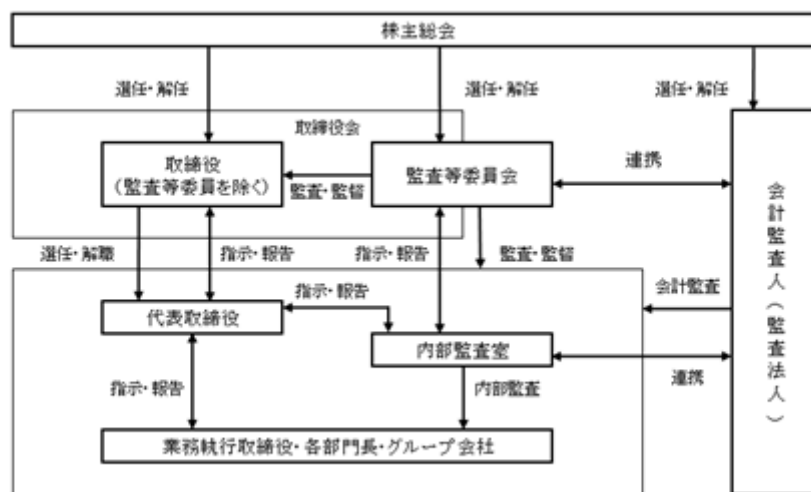 株主総会
選任・解任
選任・解任
選任・解任
取締役会
取締役
(監査等委員を除く)
監査・監督
監査等委員会
連携
会計監査人(監査法人)
選任・解職
指示・報告
指示・報告
監査・監督
指示・報告
会計監査
代表取締役
内部監査室
指示・報告
内部監査
連携
業務執行取締役・各部門長・グループ会社